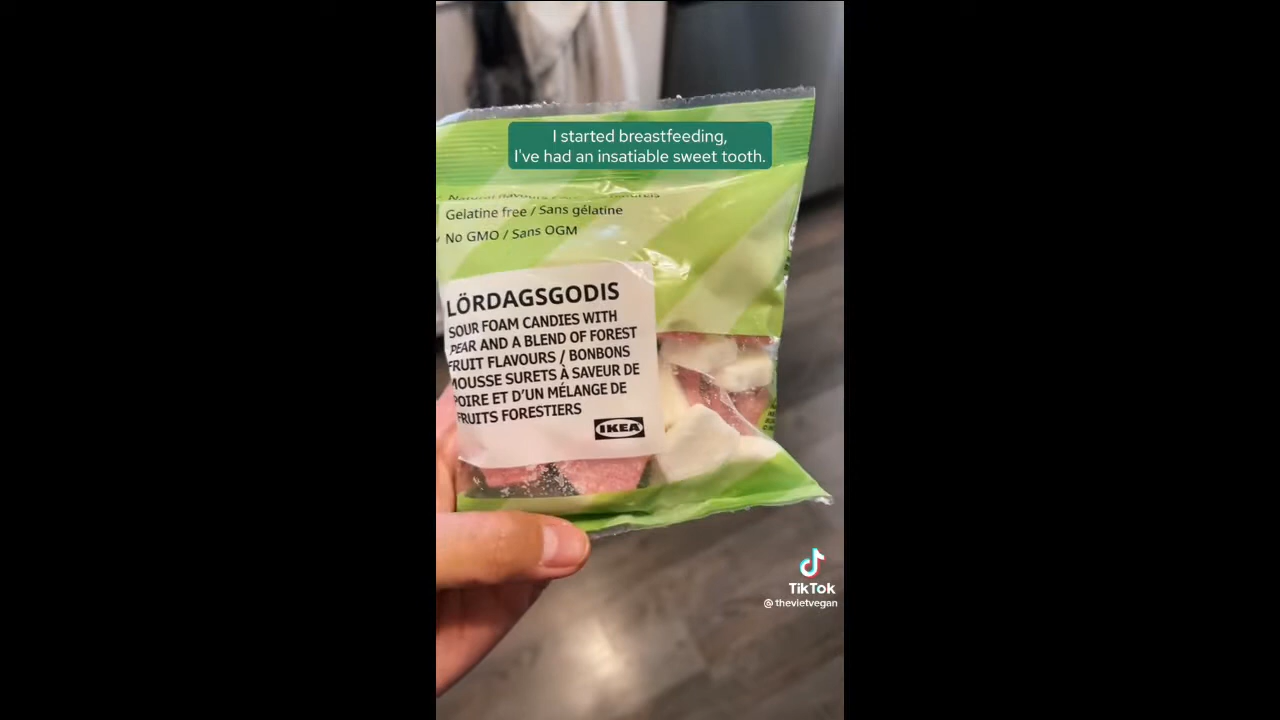 I started breastfeeding,
I've had an insatiable sweet tooth.
Gelatine free / Sans gélatine
No GMO / Sans OGM
LÖRDAGSGODIS
SOUR FOAM CANDIES WITH
PEAR AND A BLEND OF FOREST
FRUIT FLAVOURS / BONBONS
MOUSSE SURETS À SAVEUR DE
POIRE ET D'UN MÉLANGE DE
FRUITS FORESTIERS
IKEA
TikTok
@thevietvegan